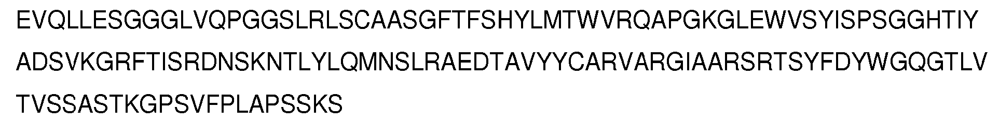 EVQLLESGGGLVQPGGSLRLSCAASGFTFSHYLMTWVRQAPGKGLEWVSYISPSGGHTIY
ADSVKGRFTISRDNSKNTLYLQMNSLRAEDTAVYYCARVARGIAARSRTSYFDYWGQGTLV
TVSSASTKGPSVFPLAPSSKS